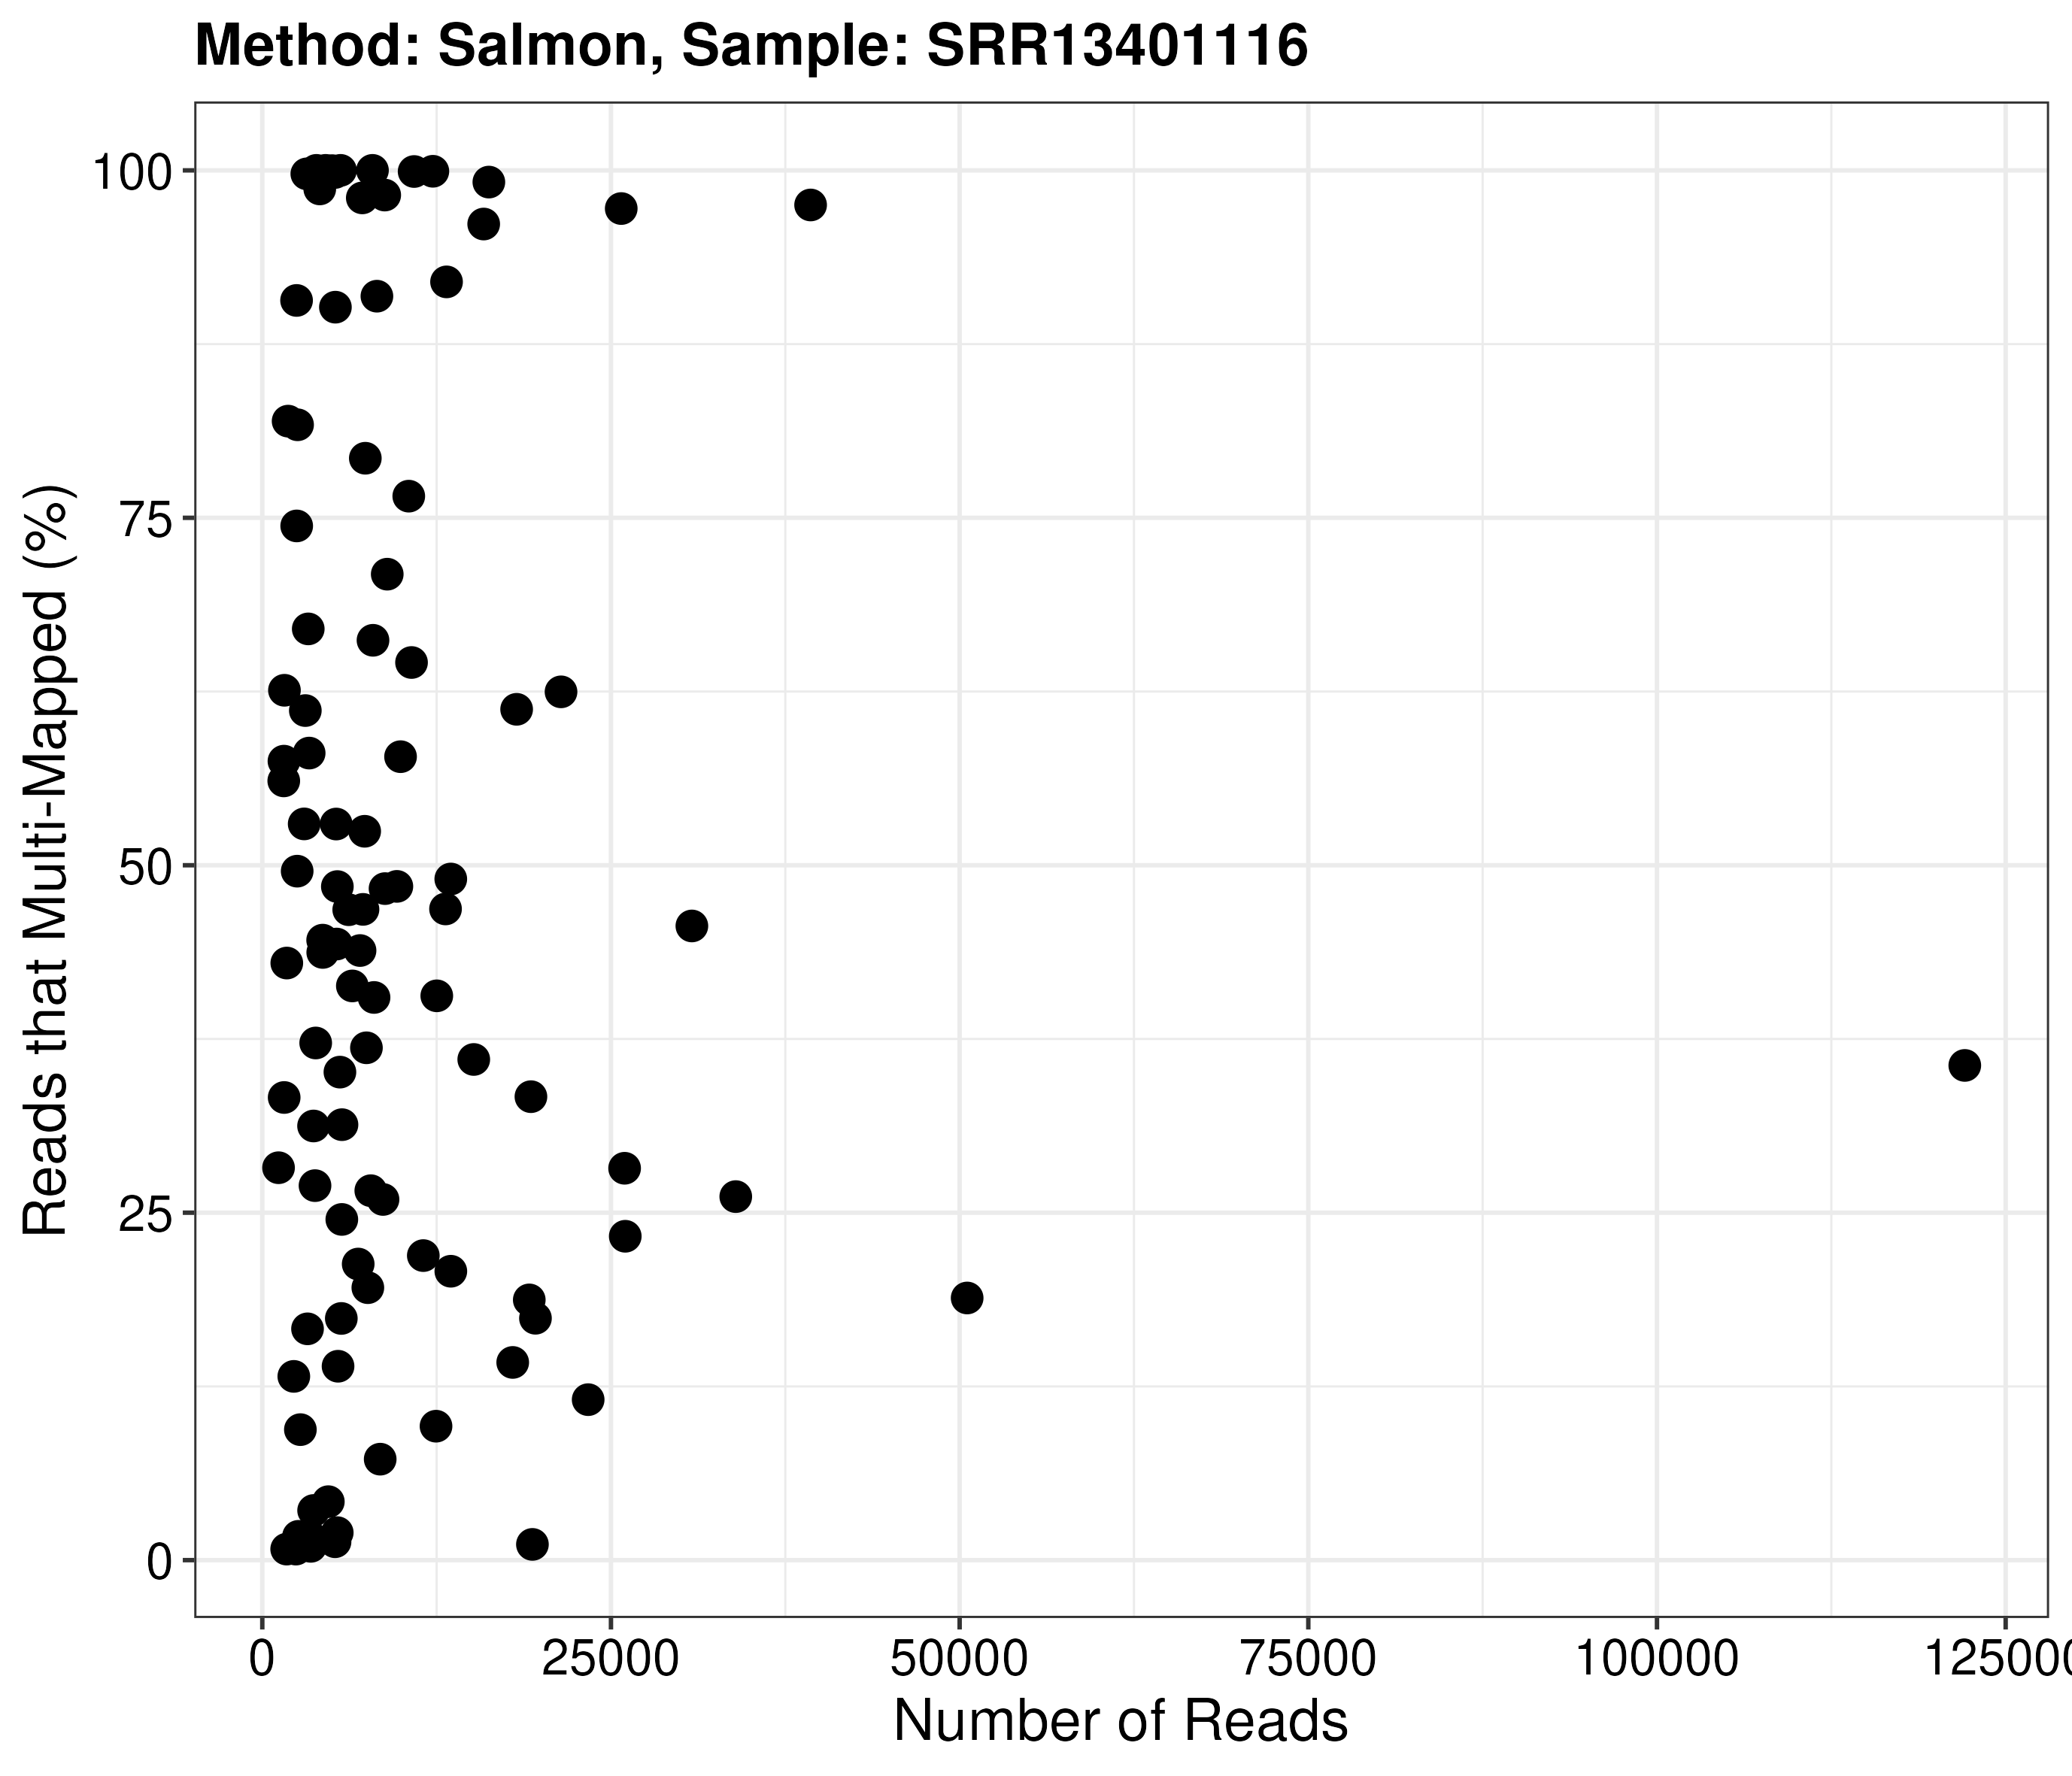 Method: Salmon, Sample: SRR13401116
Reads that Multi-Mapped (%)
100
75
50
25
0
0 25000 50000 75000 100000 12500
Number of Reads